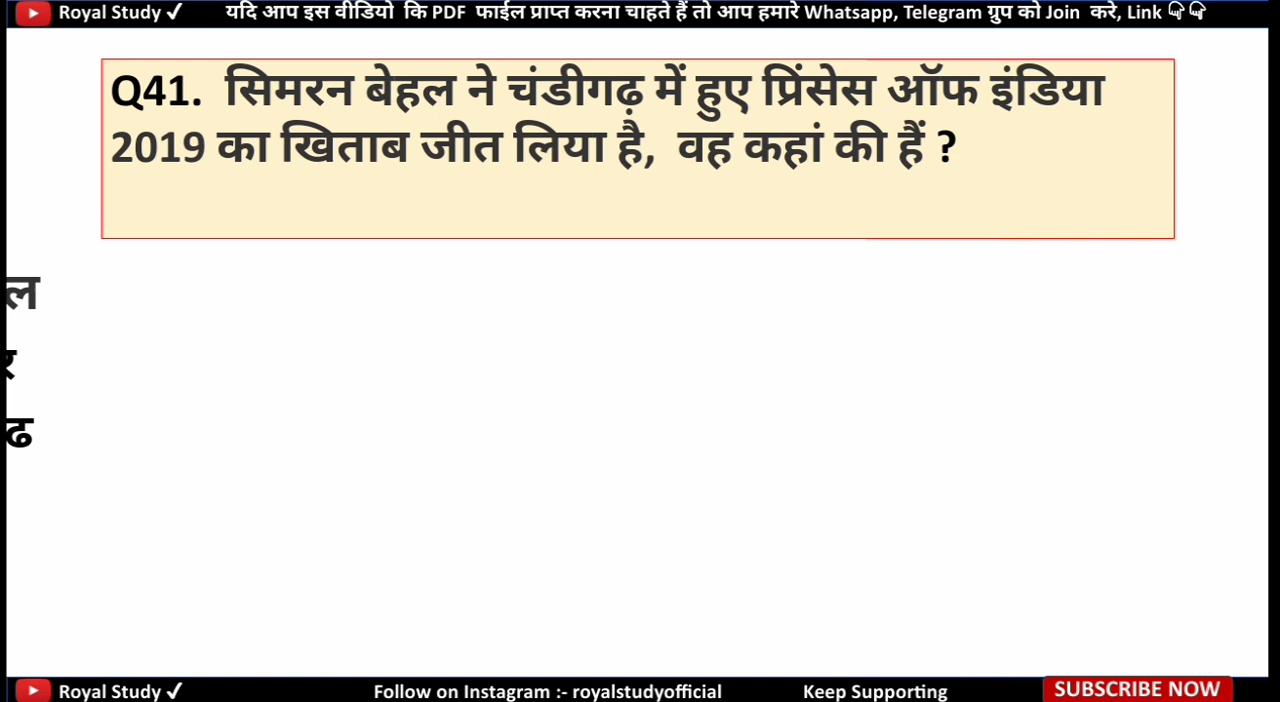 Royal Study ✓ यदि आप इस वीडियो कि PDF फाईल प्राप्त करना चाहते हैं तो आप हमारे Whatsapp, Telegram ग्रुप को Join करे, Link 👇👇
Q41. सिमरन बेहल ने चंडीगढ़ में हुए प्रिंसेस ऑफ इंडिया
2019 का खिताब जीत लिया है, वह कहां की हैं ?
ल
र
ढ
Royal Study ✓ Follow on Instagram :- royalstudyofficial Keep Supporting SUBSCRIBE NOW